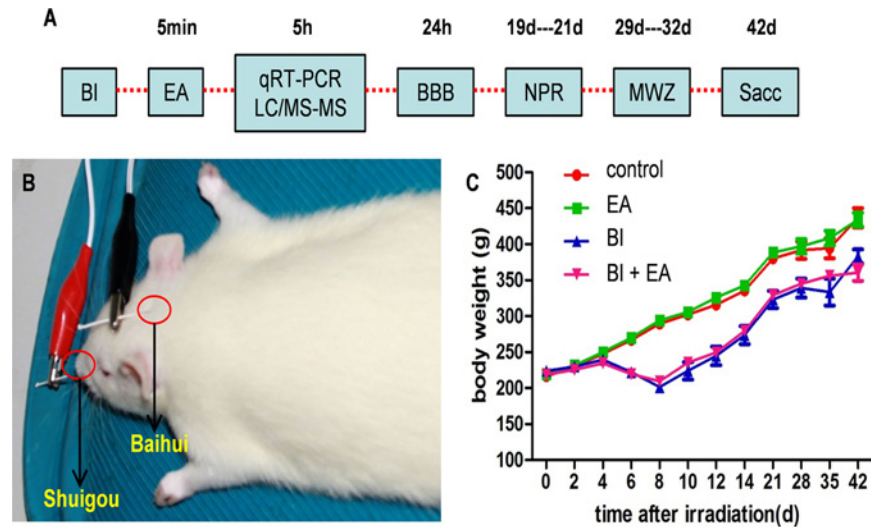 A
5min
5h
24h
19d---21d
29d---32d
42d
BI
EA
qRT-PCR
LC/MS-MS
BBB
NPR
MWZ
Sacc
B
Baihui
Shuigou
C
control
EA
BI
BI + EA
body weight (g)
500
450
400
350
300
250
200
100
0 2 4 6 8 10 12 14 21 28 35 42
time after irradiation(d)